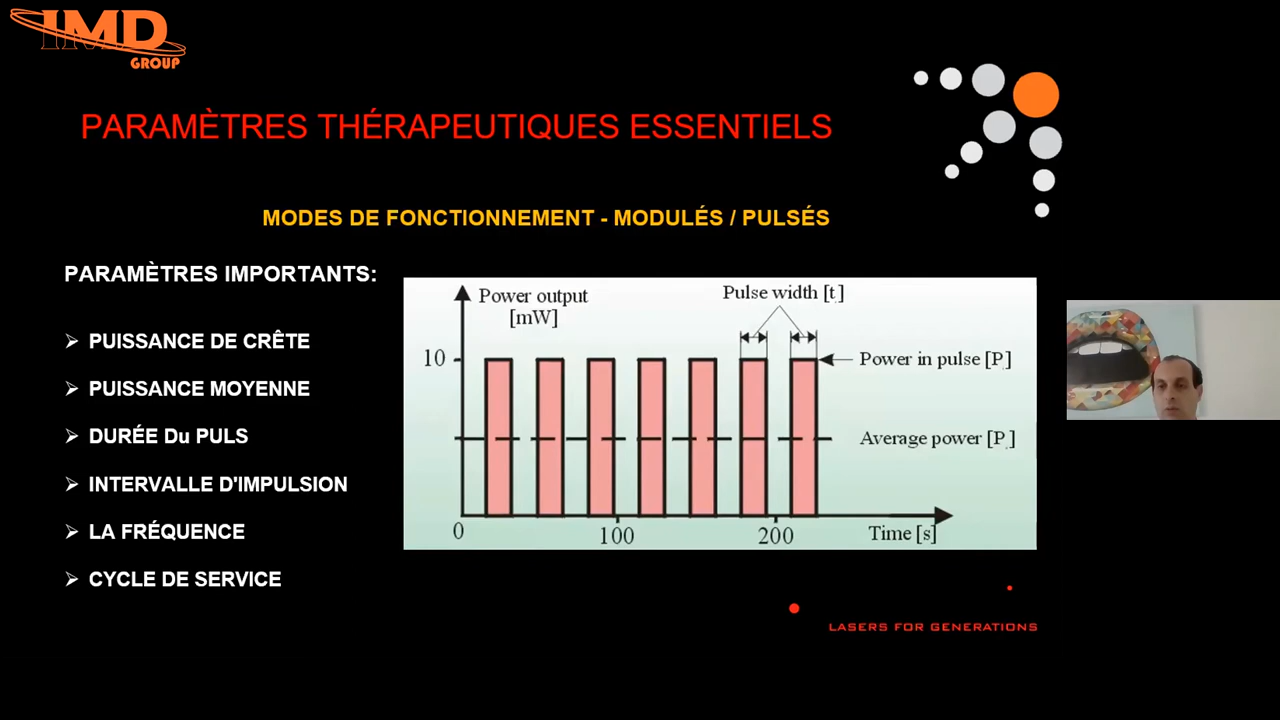 IMD
GROUP
PARAMÈTRES THÉRAPEUTIQUES ESSENTIELS
MODES DE FONCTIONNEMENT - MODULÉS / PULSÉS
PARAMÈTRES IMPORTANTS:
PUISSANCE DE CRÊTE
PUISSANCE MOYENNE
DURÉE Du PULS
INTERVALLE D'IMPULSION
LA FRÉQUENCE
CYCLE DE SERVICE
Power output
[mW]
Pulse width [t]
10
Power in pulse [P]
Average power [P]
0
100
200
Time [s]
LASERS FOR GENERATIONS